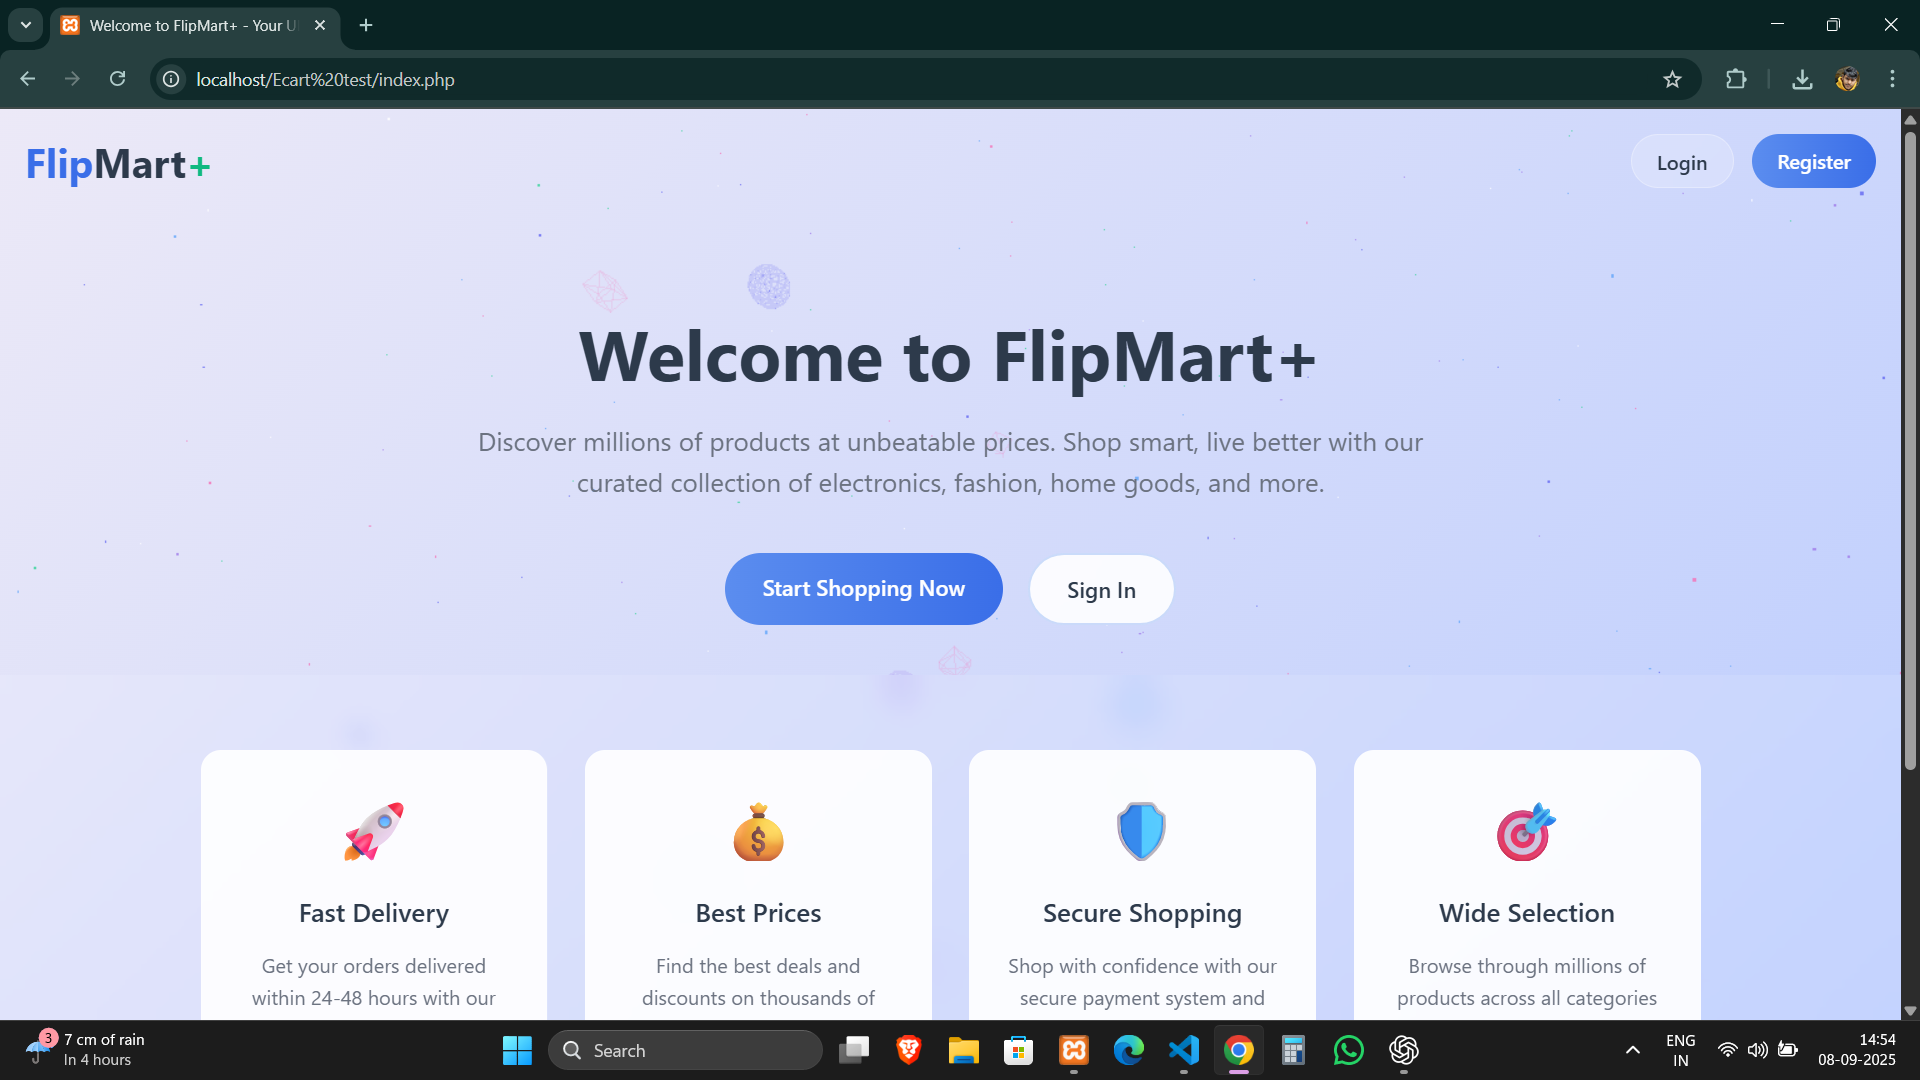 Welcome to FlipMart+ - Your U
localhost/Ecart%20test/index.php
FlipMart+
Login
Register
Welcome to FlipMart+
Discover millions of products at unbeatable prices. Shop smart, live better with our
curated collection of electronics, fashion, home goods, and more.
Start Shopping Now
Sign In
Fast Delivery
Get your orders delivered
within 24-48 hours with our
Best Prices
Find the best deals and
discounts on thousands of
Secure Shopping
Shop with confidence with our
secure payment system and
Wide Selection
Browse through millions of
products across all categories
3
7 cm of rain
In 4 hours
Search
ENG
IN
14:54
08-09-2025